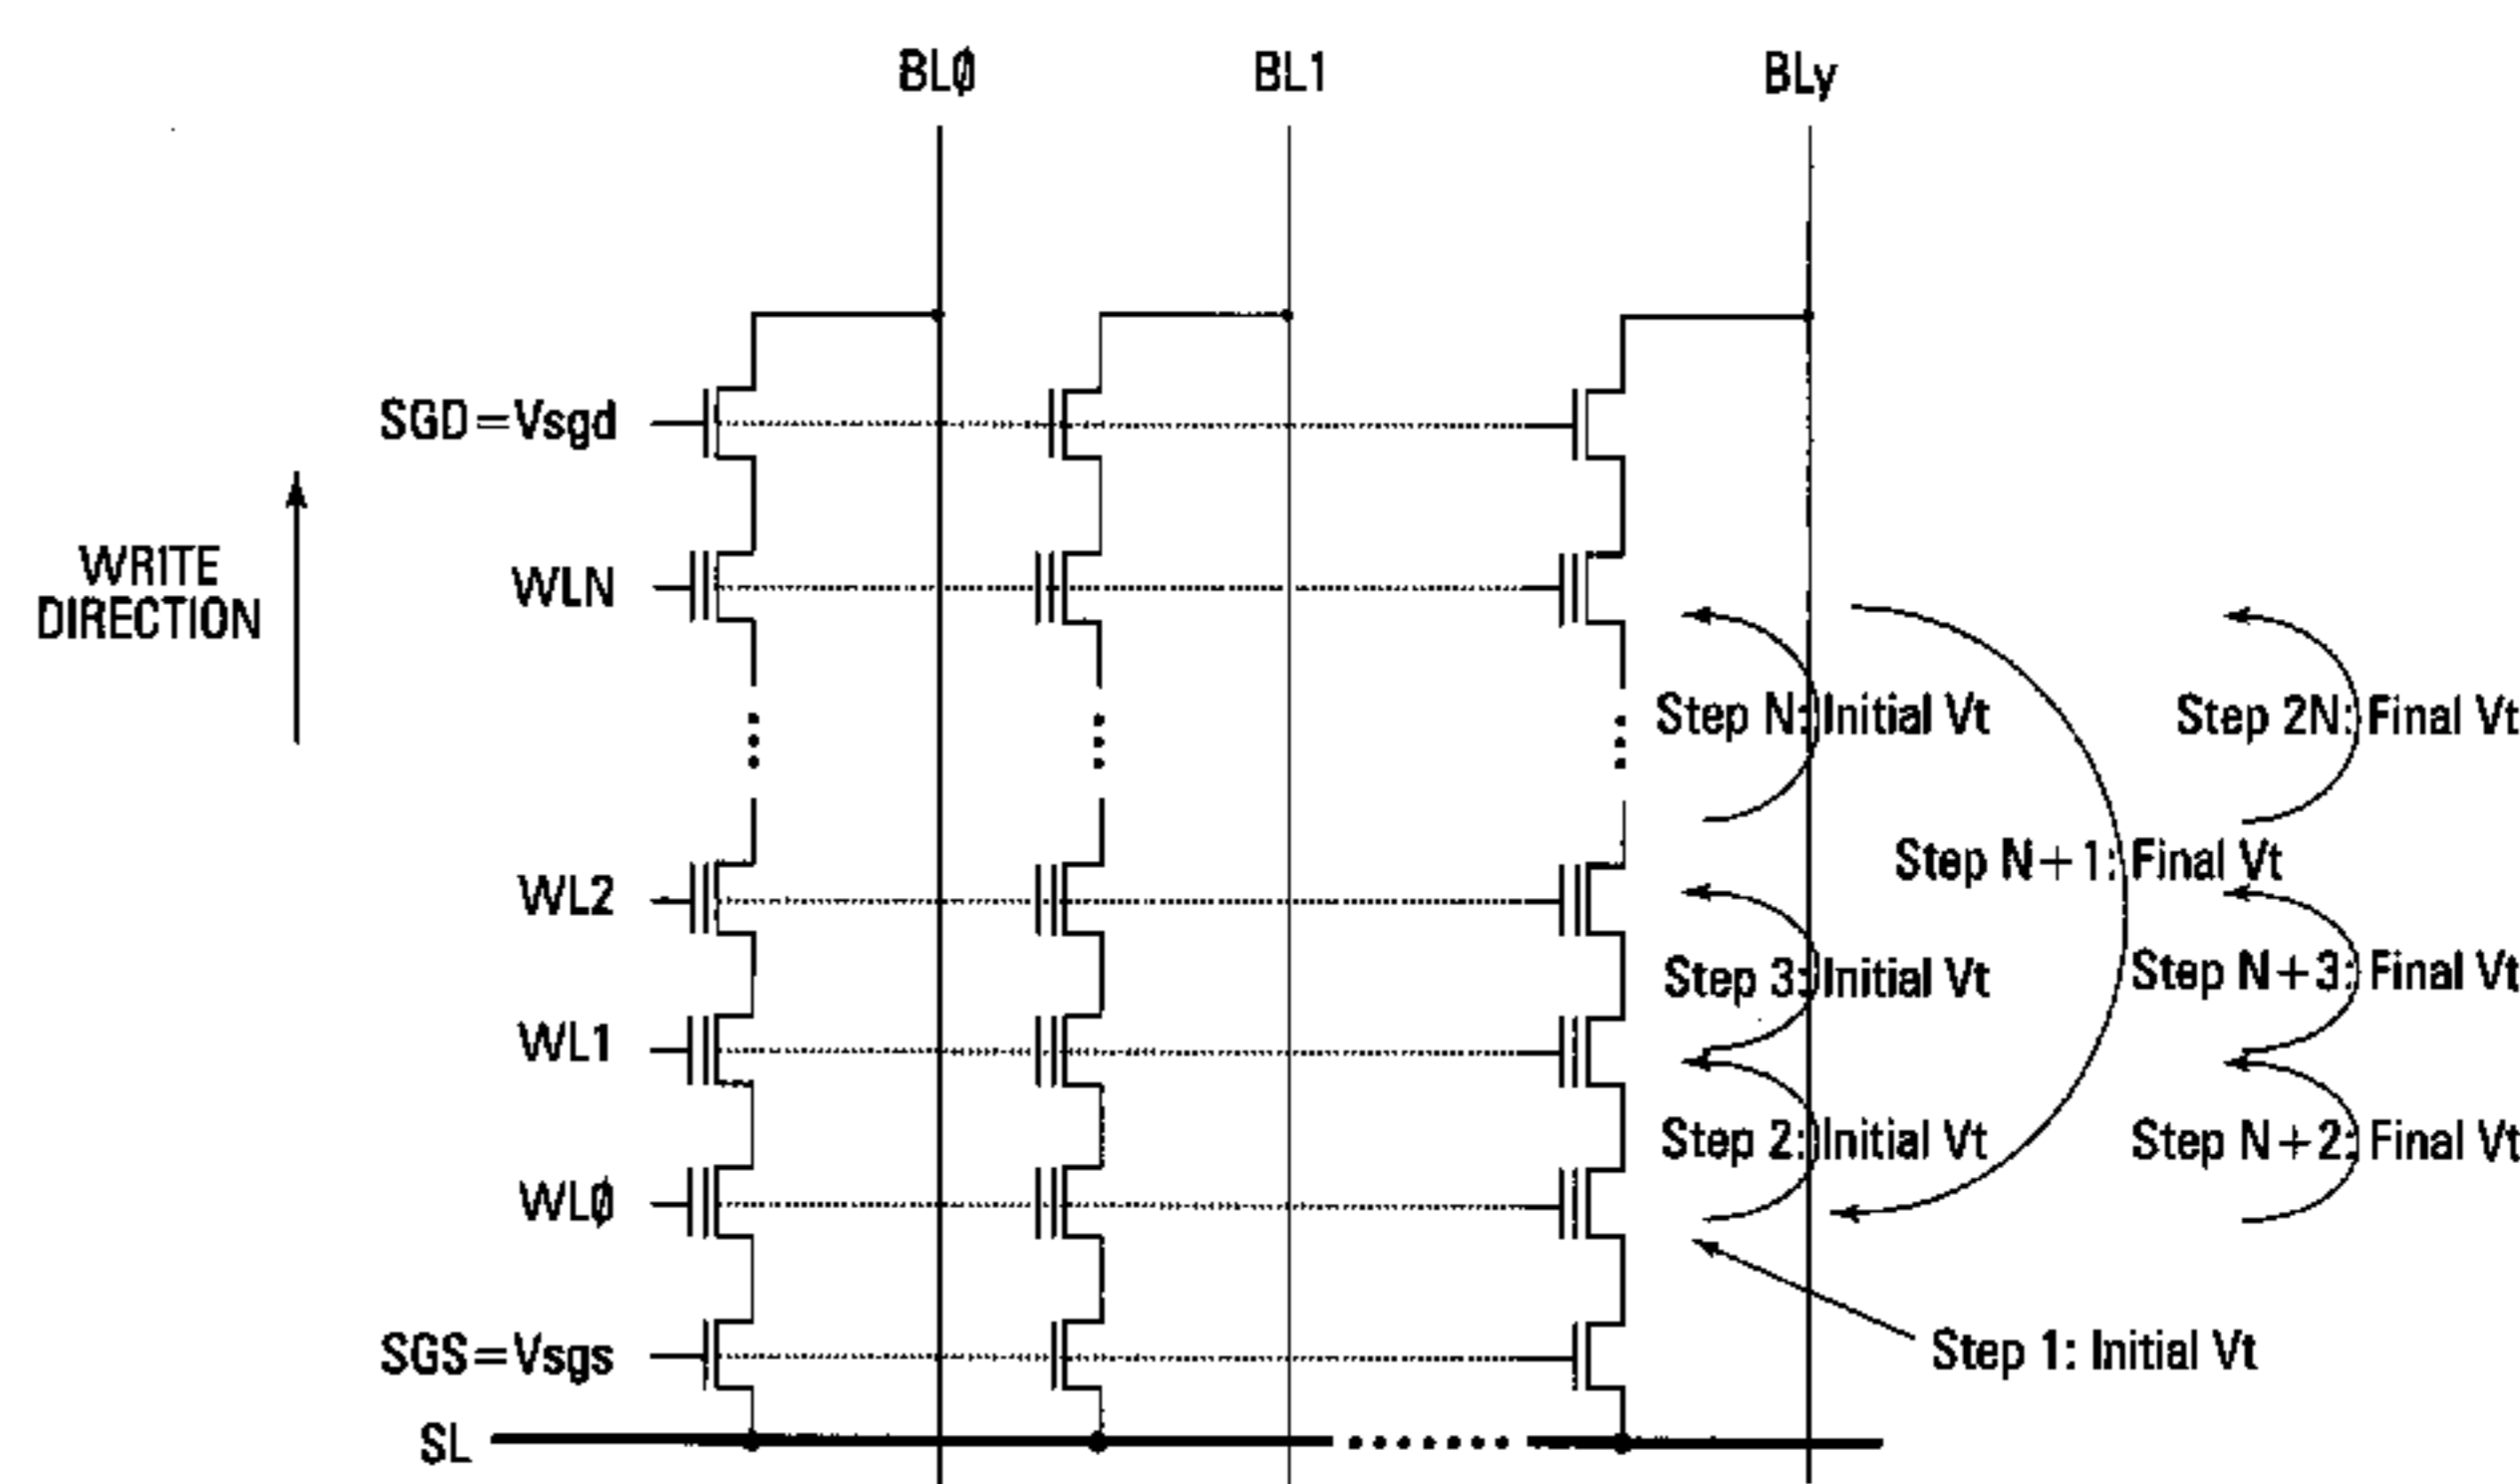 BL0 BL1 BLy
SGD=Vsgd
WRITE
DIRECTION
WLN
Step N: Initial Vt
Step 2N: Final Vt
Step N+1: Final Vt
WL2
Step 3: Initial Vt
Step N+3: Final Vt
WL1
Step 2: Initial Vt
Step N+2: Final Vt
WL0
SGS=Vsgs
Step 1: Initial Vt
SL